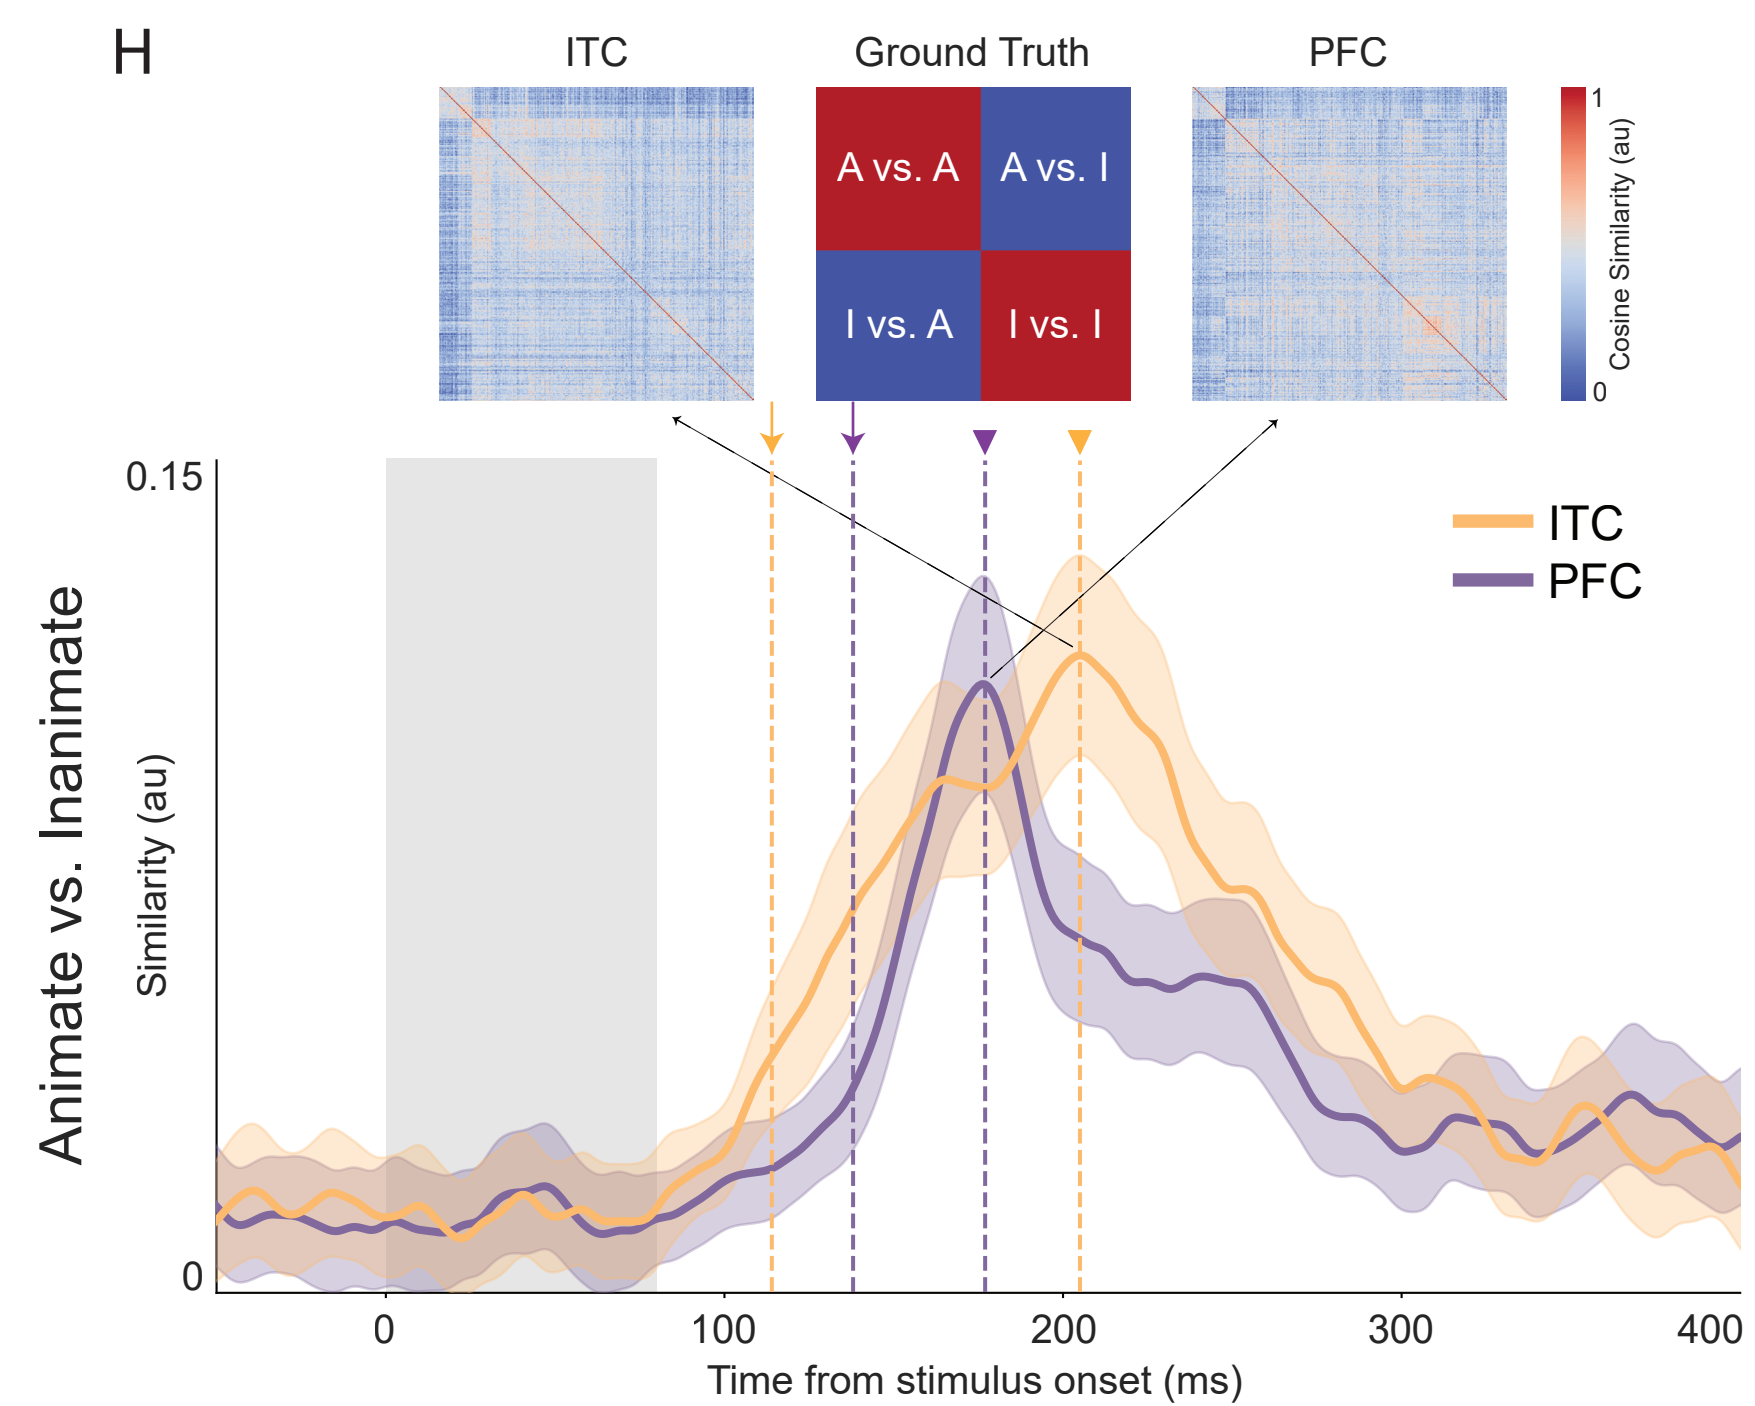 H
ITC
Ground Truth
PFC
A vs. A
A vs. I
I vs. A
I vs. I
1
Cosine Similarity (au)
0
0.15
ITC
PFC
Animate vs. Inanimate
Similarity (au)
0
0
100
200
300
400
Time from stimulus onset (ms)